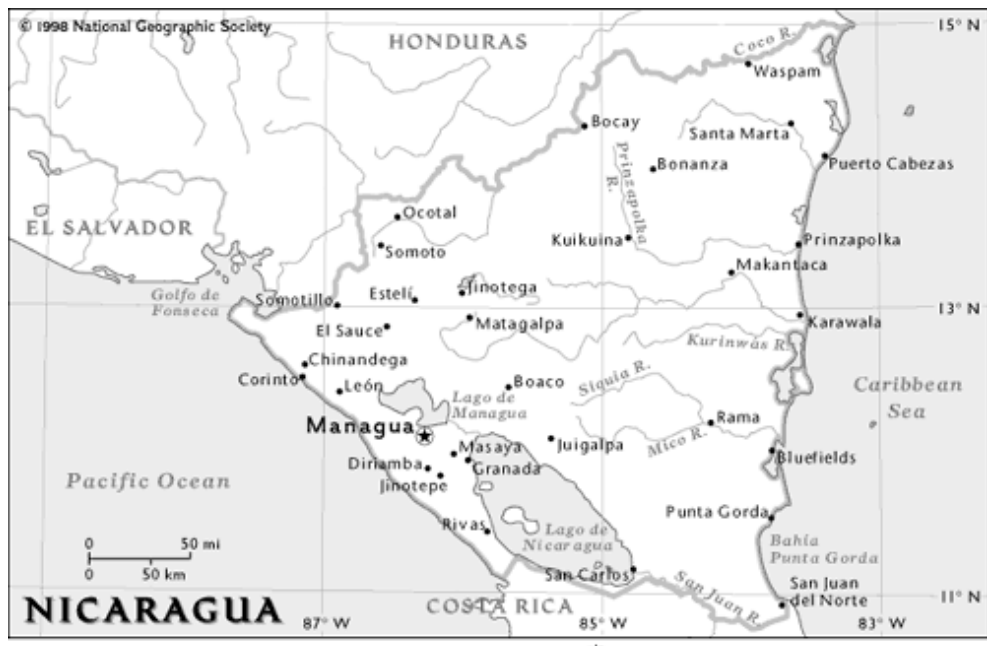 © 1998 National Geographic Society
15° N
HONDURAS
Coco R.
Waspam
Bocay
Santa Marta
Prinzapolka
R.
Bonanza
Puerto Cabezas
Ocotal
EL SALVADOR
Somoto
Kuikuina
Prinzapolka
Makantaca
Golfo de
Fonseca
Somotillo
Estelí
Jinotega
13° N
El Sauce
Matagalpa
Karawala
Kurinwás R.
Chinandega
Corinto
León
Lago de
Managua
Boaco
Siquia R.
Caribbean
Sea
Managua
Rama
Mico R.
Masaya
Juigalpa
Diriamba
Granada
Bluefields
Jinotepe
Pacific Ocean
Rivas
Punta Gorda
Lago de
Nicaragua
Bahía
Punta Gorda
0 50 mi
0 50 km
San Carlos
San Juan R.
San Juan
del Norte
NICARAGUA
COSTA RICA
11° N
87° W
85° W
83° W